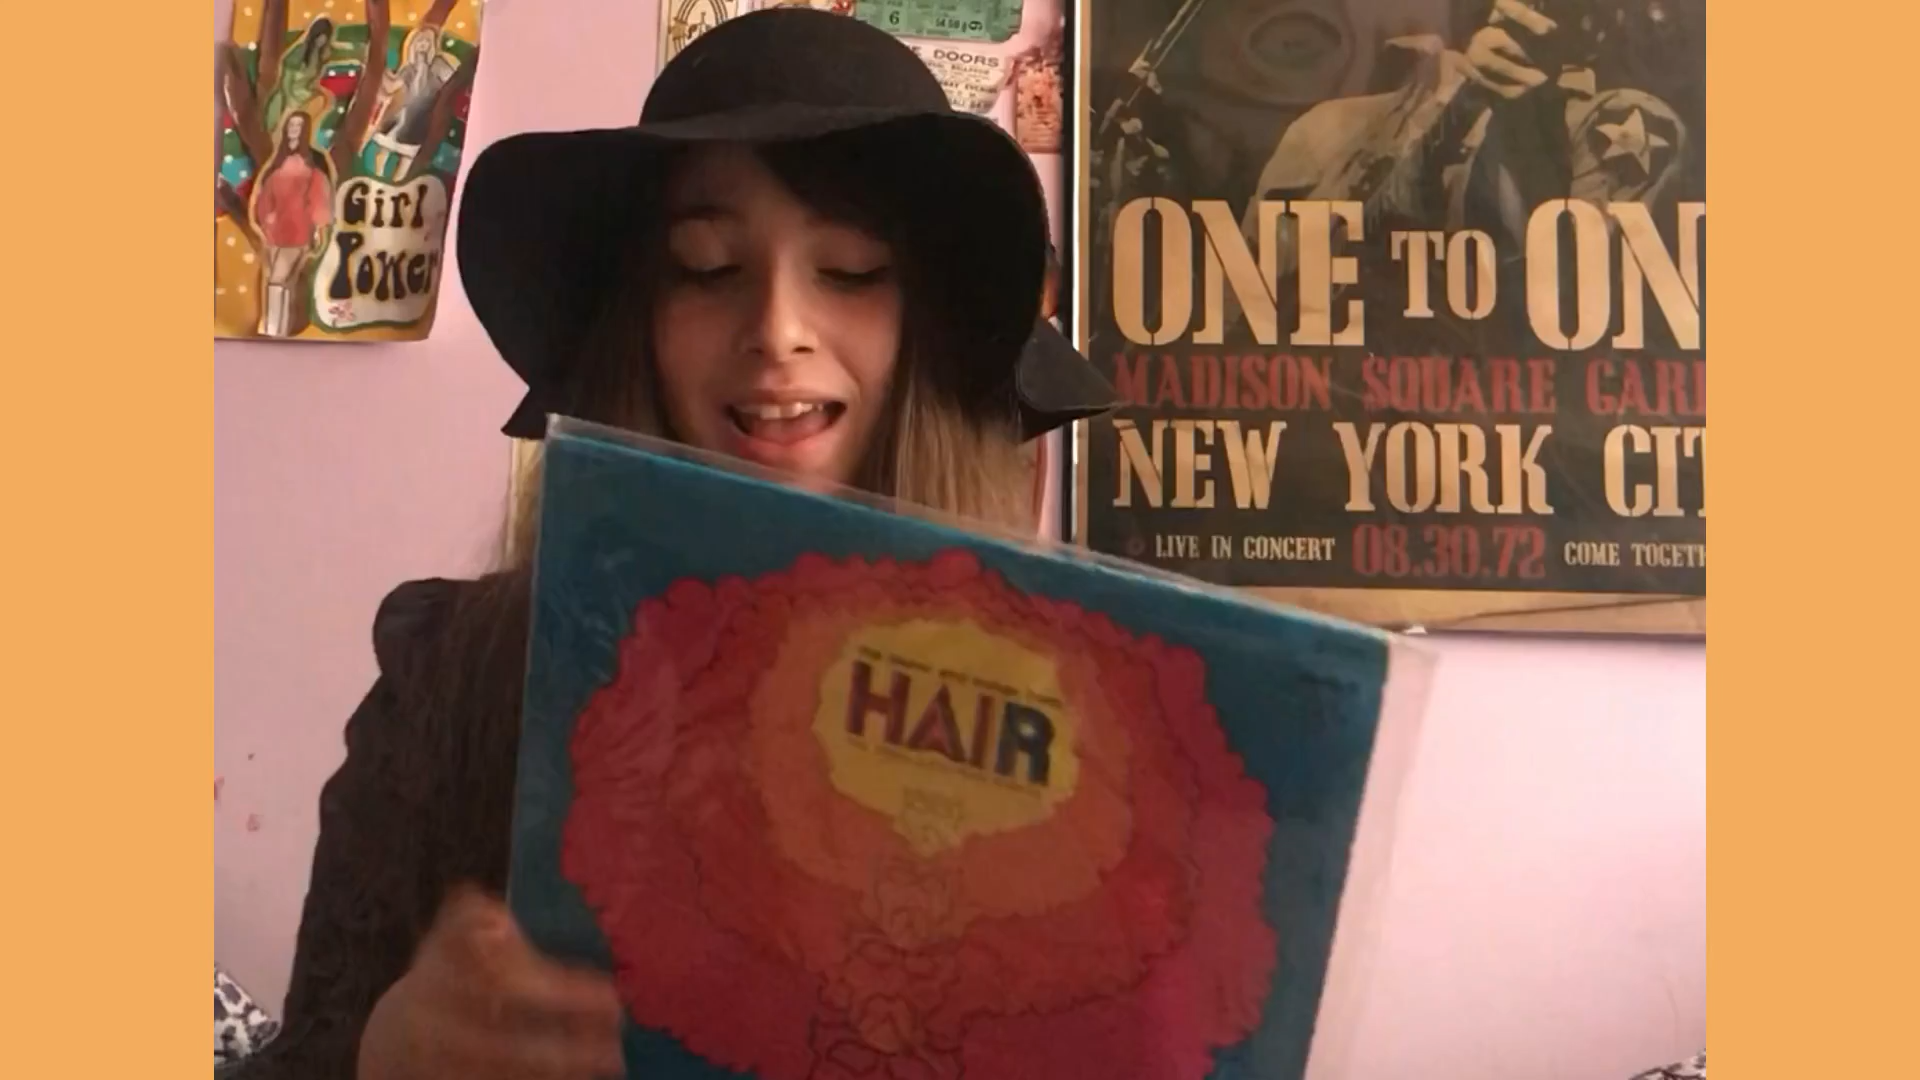 Girl
Power
6
DOORS
ONE TO ON
MADISON SQUARE GAR
NEW YORK CIT
LIVE IN CONCERT 08.30.72 COME TOGETH
HAIR